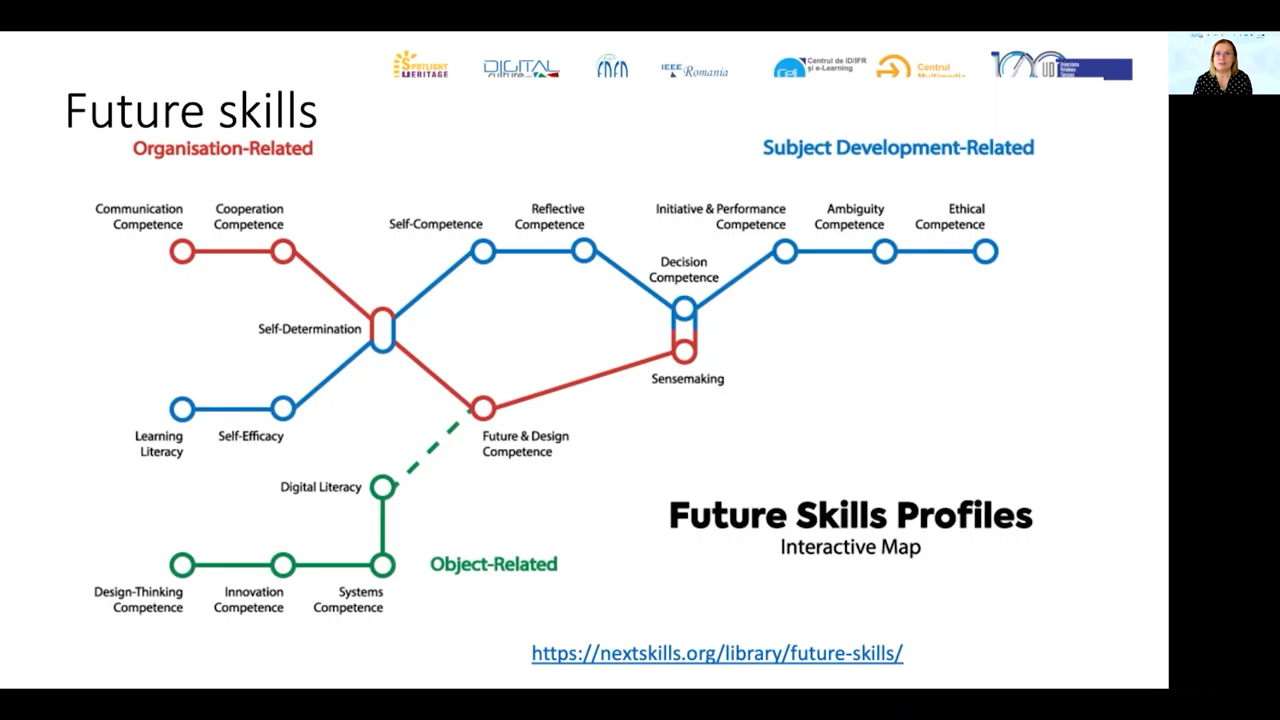 SPOTLIGHT
HERITAGE
DIGITAL
culture
IEEE Romania
Centrul de ID/IFR
și e-Learning
Centrul
Multimedia
Future skills
Organisation-Related
Subject Development-Related
Communication
Competence
Cooperation
Competence
Self-Competence
Reflective
Competence
Initiative & Performance
Competence
Ambiguity
Competence
Ethical
Competence
Decision
Competence
Self-Determination
Sensemaking
Learning
Literacy
Self-Efficacy
Future & Design
Competence
Digital Literacy
Future Skills Profiles
Interactive Map
Object-Related
Design-Thinking
Competence
Innovation
Competence
Systems
Competence
https://nextskills.org/library/future-skills/